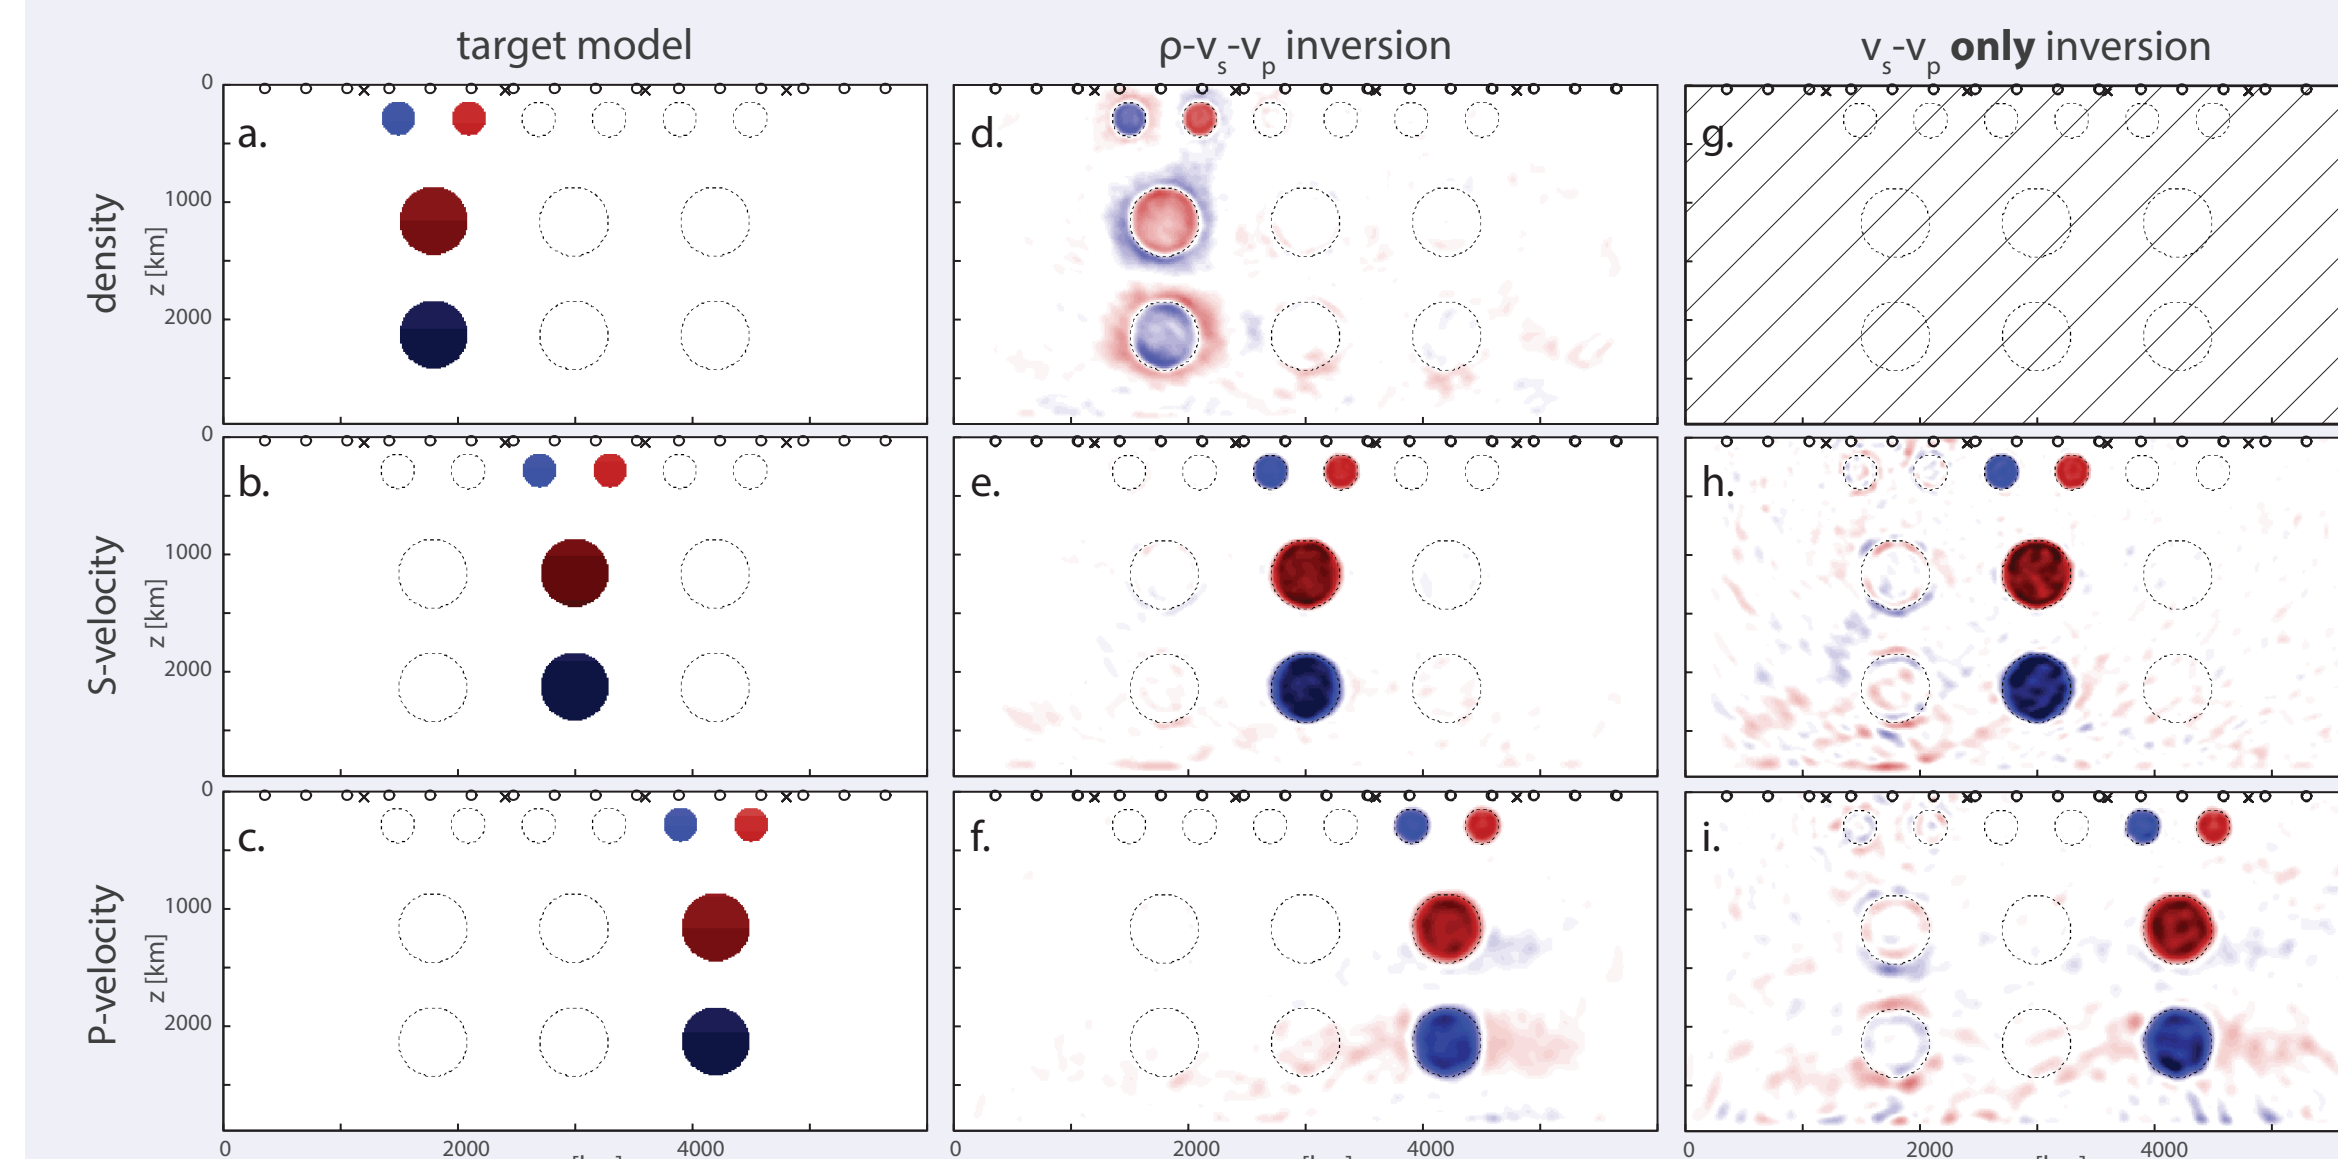 target model
ρ-vs-vp inversion
vs-vp only inversion
density
z [km]
0
1000
2000
a.
d.
g.
S-velocity
z [km]
0
1000
2000
b.
e.
h.
P-velocity
z [km]
0
1000
2000
c.
f.
i.
0 2000 4000
0 2000 4000
0 2000 4000